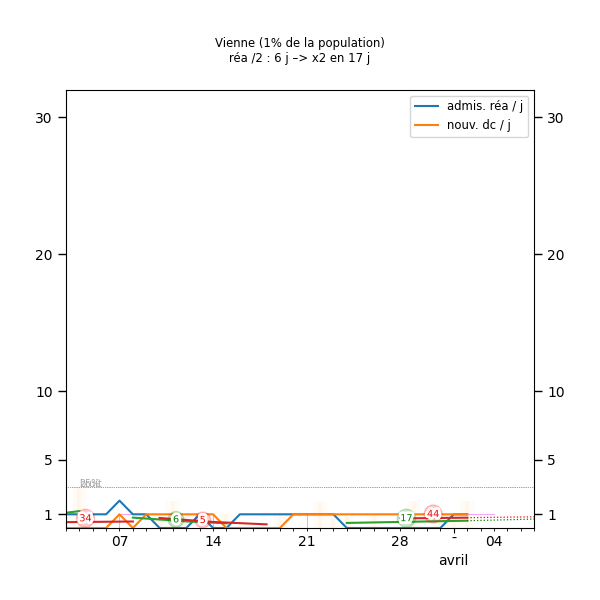 Vienne (1% de la population)
réa /2 : 6 j –> x2 en 17 j
admis. réa / j
nouv. dc / j
30 30
20 20
10 10
5 5
1 1
34 6 5 17 44
07 14 21 28 - 04
avril